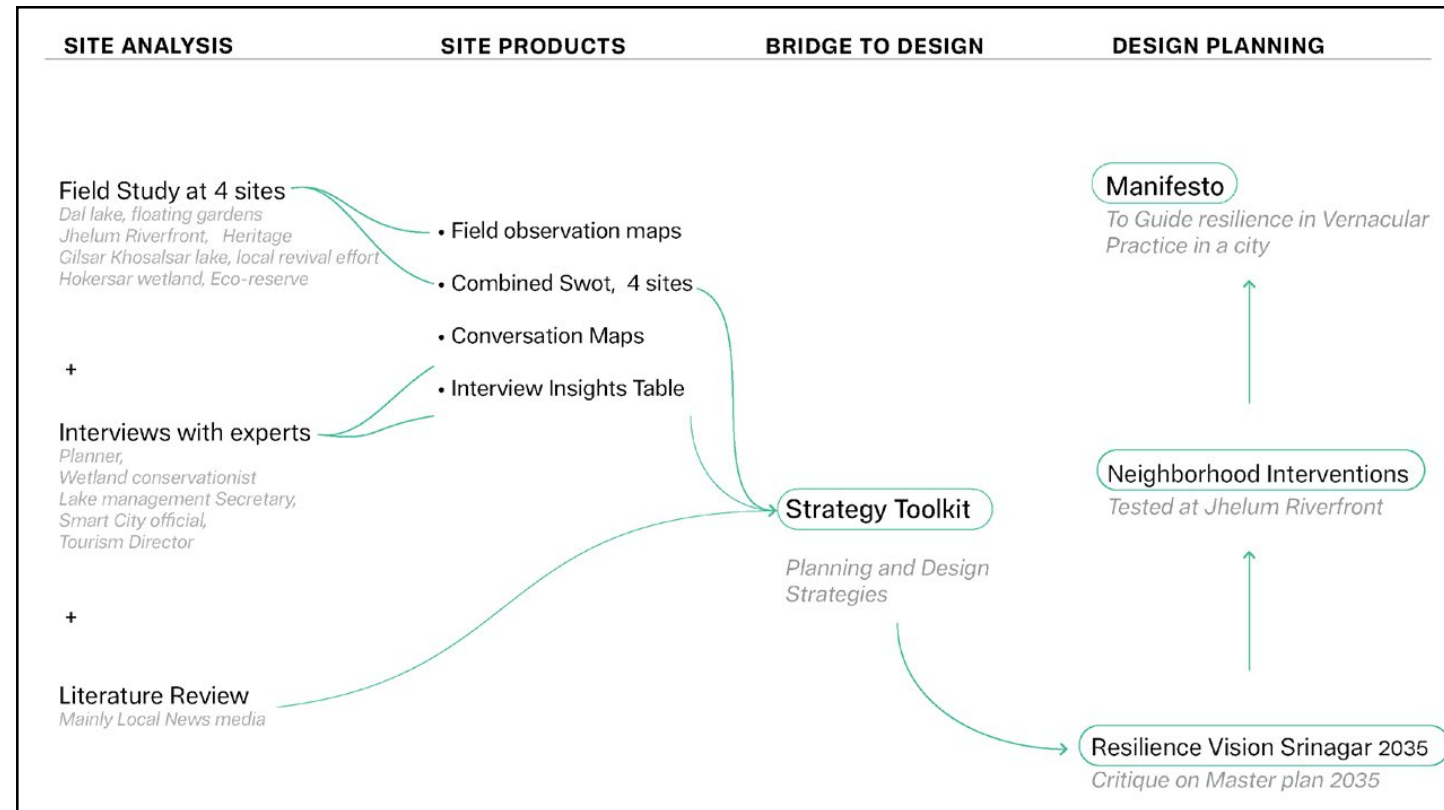 SITE ANALYSIS
SITE PRODUCTS
BRIDGE TO DESIGN
DESIGN PLANNING
Field Study at 4 sites
Dal lake, floating gardens
Jhelum Riverfront, Heritage
Gilsar Khosalsar lake, local revival effort
Hokersar wetland, Eco-reserve
+
Interviews with experts
Planner,
Wetland conservationist
Lake management Secretary,
Smart City official,
Tourism Director
+
Literature Review
Mainly Local News media
• Field observation maps
• Combined Swot, 4 sites
• Conversation Maps
• Interview Insights Table
Strategy Toolkit
Planning and Design
Strategies
Manifesto
To Guide resilience in Vernacular
Practice in a city
Neighborhood Interventions
Tested at Jhelum Riverfront
Resilience Vision Srinagar 2035
Critique on Master plan 2035